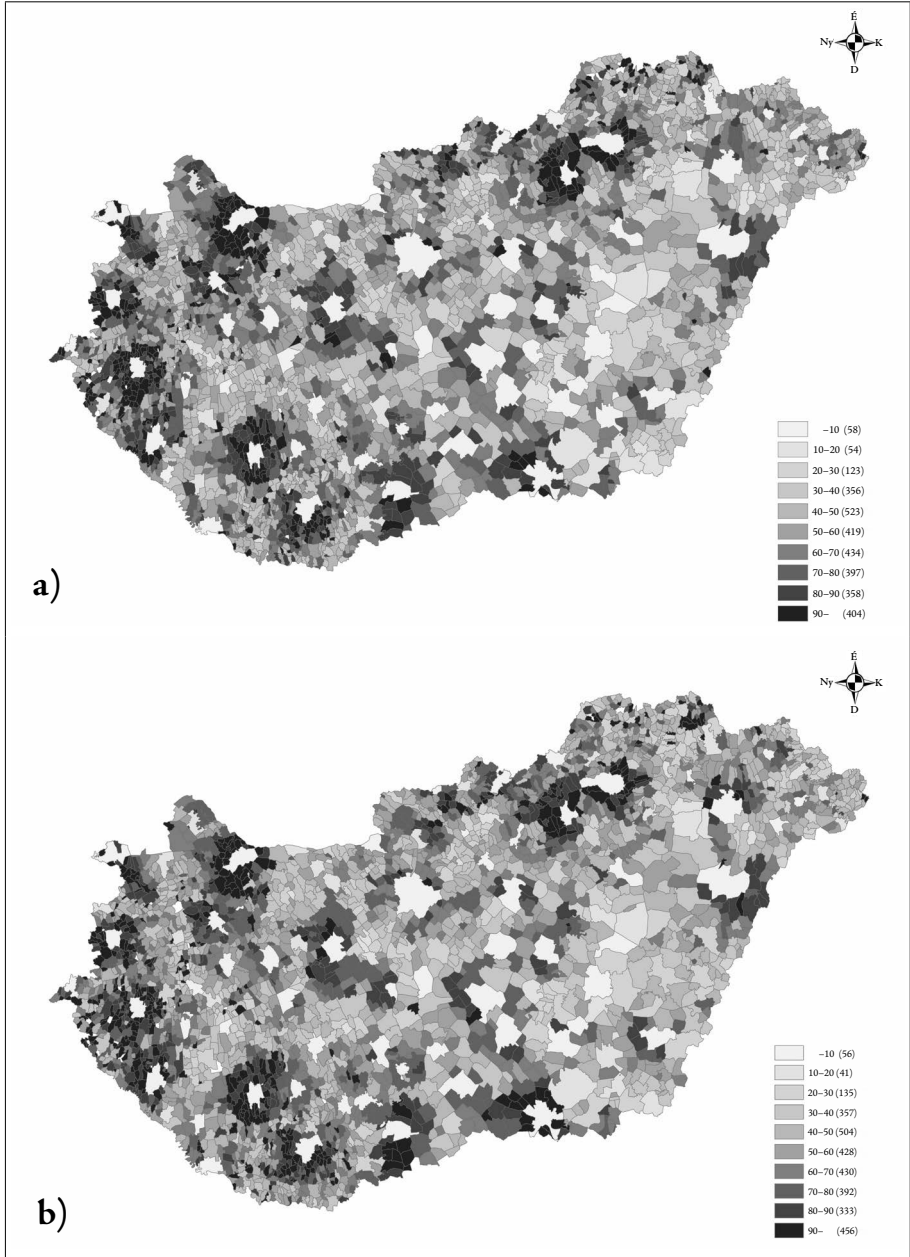 É
Ny K
D
–10 (58)
10–20 (54)
20–30 (123)
30–40 (356)
40–50 (523)
50–60 (419)
60–70 (434)
70–80 (397)
80–90 (358)
90– (404)
a)
É
Ny K
D
–10 (56)
10–20 (41)
20–30 (135)
30–40 (357)
40–50 (504)
50–60 (428)
60–70 (430)
70–80 (392)
80–90 (333)
90– (456)
b)